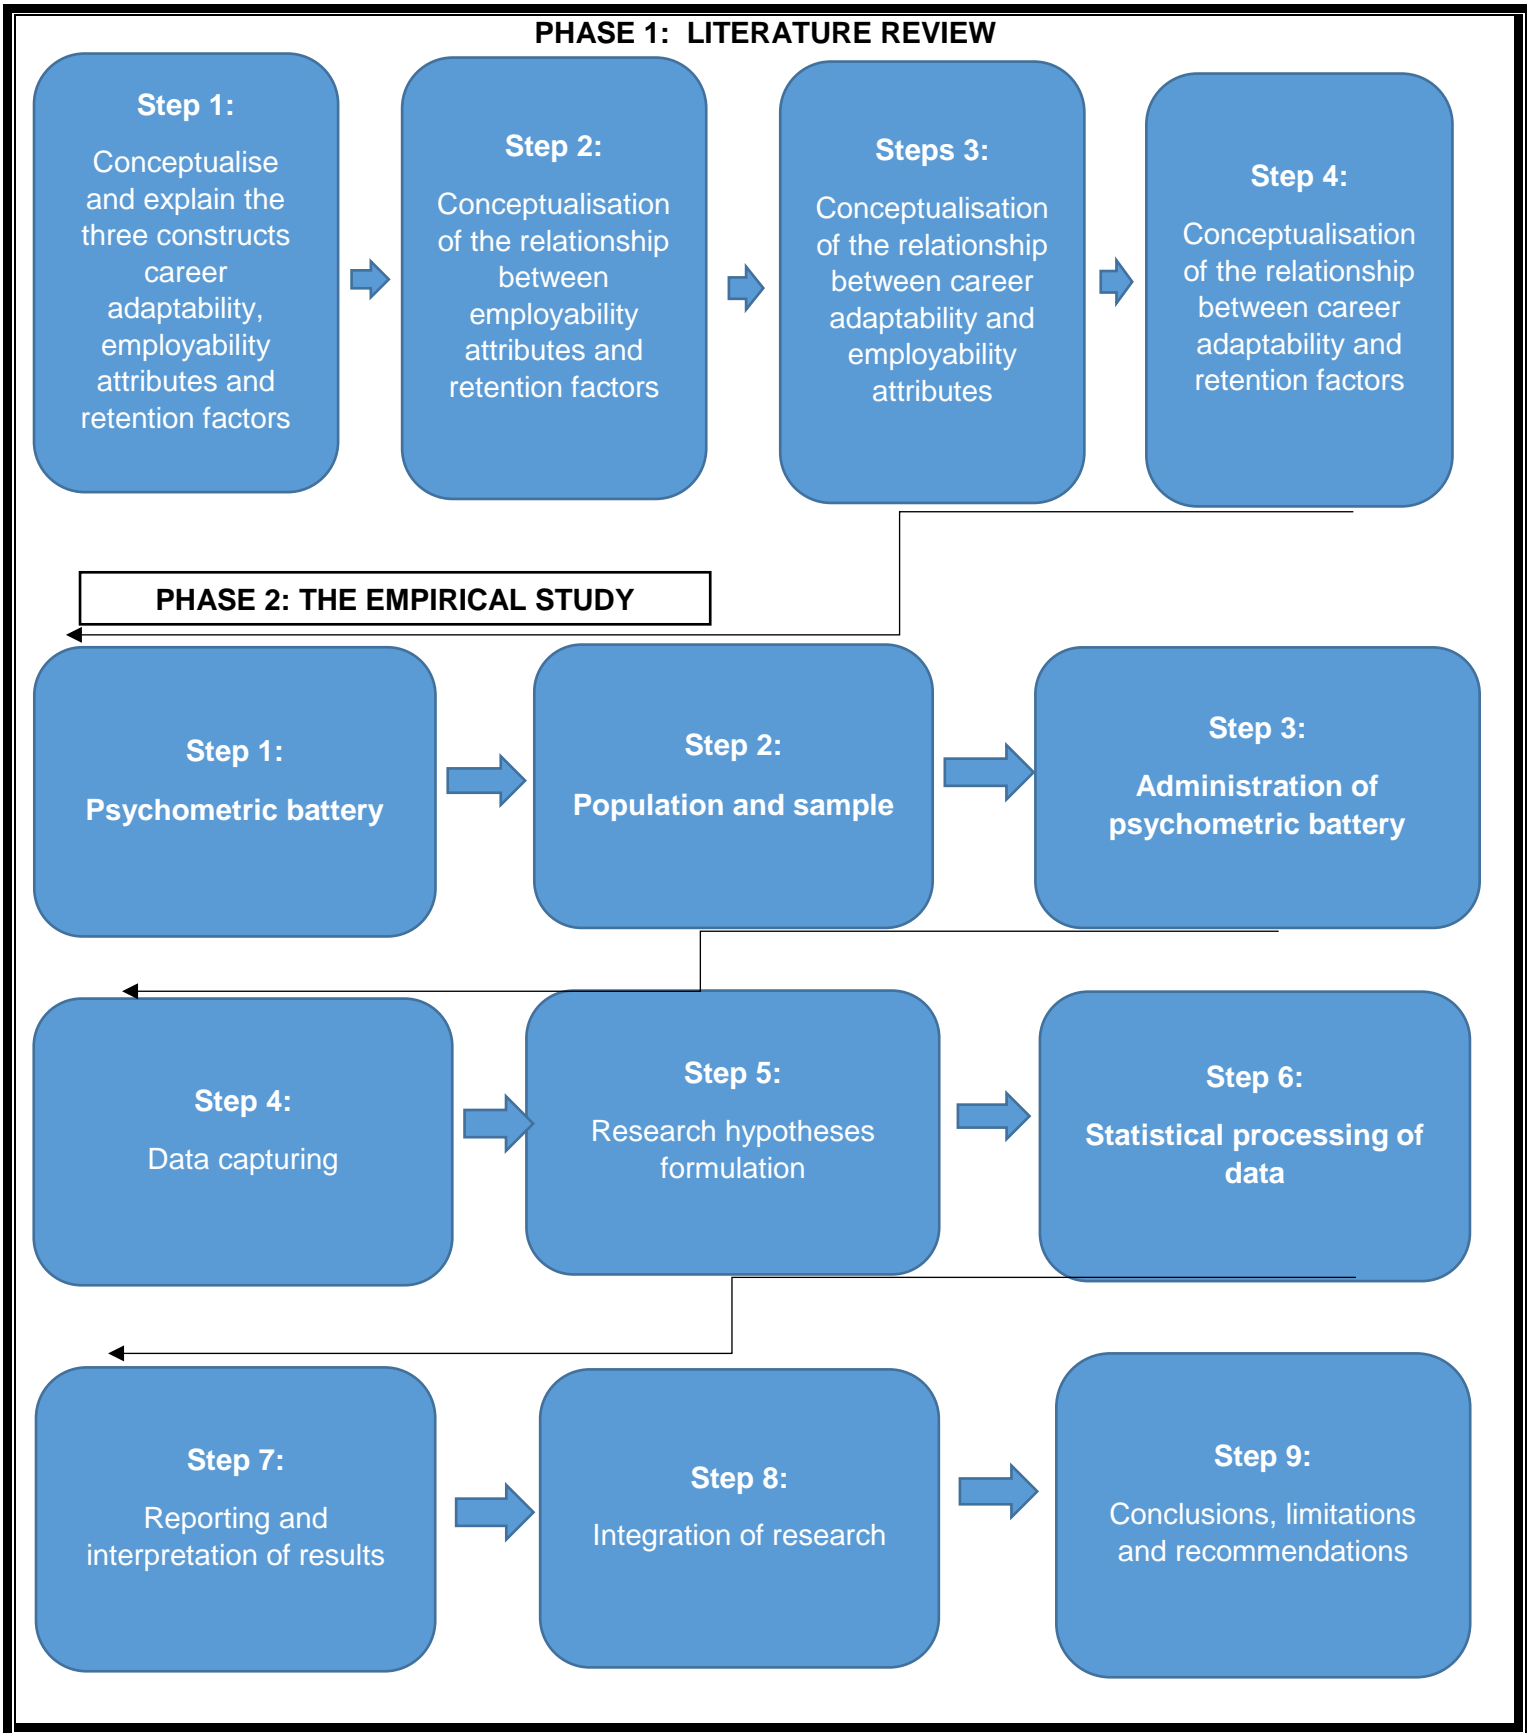 PHASE 1: LITERATURE REVIEW
Step 1:
Conceptualise
and explain the
three constructs
career
adaptability,
employability
attributes and
retention factors
Step 2:
Conceptualisation
of the relationship
between
employability
attributes and
retention factors
Steps 3:
Conceptualisation
of the relationship
between career
adaptability and
employability
attributes
Step 4:
Conceptualisation
of the relationship
between career
adaptability and
retention factors
PHASE 2: THE EMPIRICAL STUDY
Step 1:
Psychometric battery
Step 2:
Population and sample
Step 3:
Administration of
psychometric battery
Step 4:
Data capturing
Step 5:
Research hypotheses
formulation
Step 6:
Statistical processing of
data
Step 7:
Reporting and
interpretation of results
Step 8:
Integration of research
Step 9:
Conclusions, limitations
and recommendations